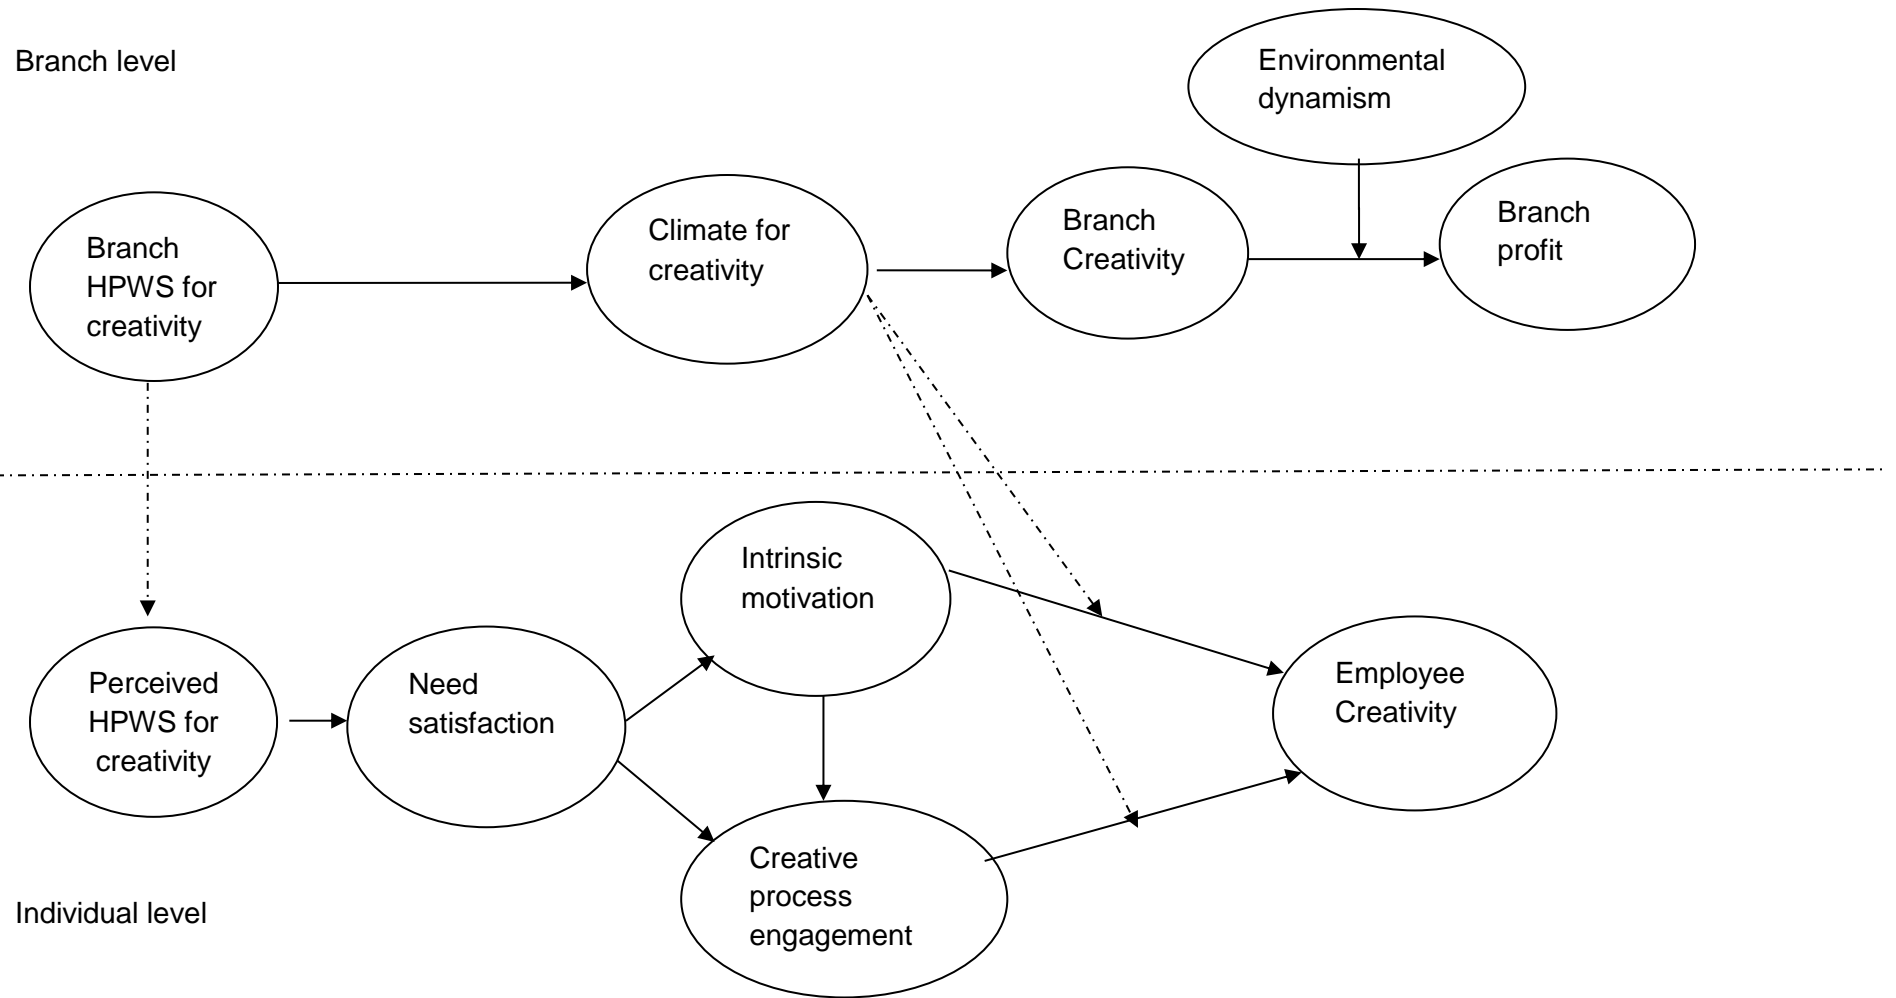 Branch level
Environmental
dynamism
Branch
HPWS for
creativity
Climate for
creativity
Branch
Creativity
Branch
profit
Perceived
HPWS for
creativity
Need
satisfaction
Intrinsic
motivation
Creative
process
engagement
Employee
Creativity
Individual level